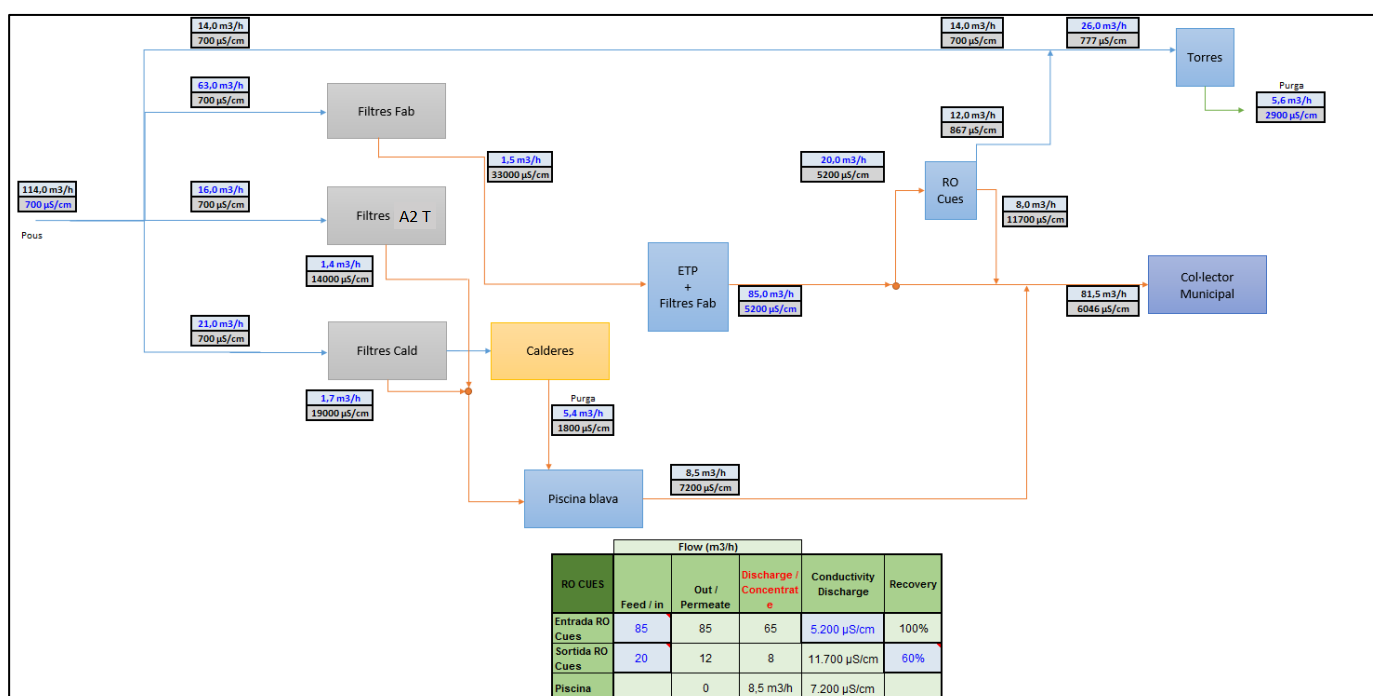 14,0 m3/h
700 µS/cm
14,0 m3/h
700 µS/cm
26,0 m3/h
777 µS/cm
Torres
Purga
5,6 m3/h
2900 µS/cm
63,0 m3/h
700 µS/cm
Filtres Fab
12,0 m3/h
867 µS/cm
1,5 m3/h
33000 µS/cm
20,0 m3/h
5200 µS/cm
RO
Cues
114,0 m3/h
700 µS/cm
Pous
16,0 m3/h
700 µS/cm
Filtres A2 T
8,0 m3/h
11700 µS/cm
1,4 m3/h
14000 µS/cm
ETP
+
Filtres Fab
85,0 m3/h
5200 µS/cm
81,5 m3/h
6046 µS/cm
Col·lector
Municipal
21,0 m3/h
700 µS/cm
Filtres Cald
Calderes
1,7 m3/h
19000 µS/cm
Purga
5,4 m3/h
1800 µS/cm
Piscina blava
8,5 m3/h
7200 µS/cm
Flow (m3/h)
RO CUES
Feed / in
Out /
Permeate
Discharge /
Concentrat
e
Conductivity
Discharge
Recovery
Entrada RO
Cues
85
85
65
5.200 µS/cm
100%
Sortida RO
Cues
20
12
8
11.700 µS/cm
60%
Piscina
0
8,5 m3/h
7.200 µS/cm